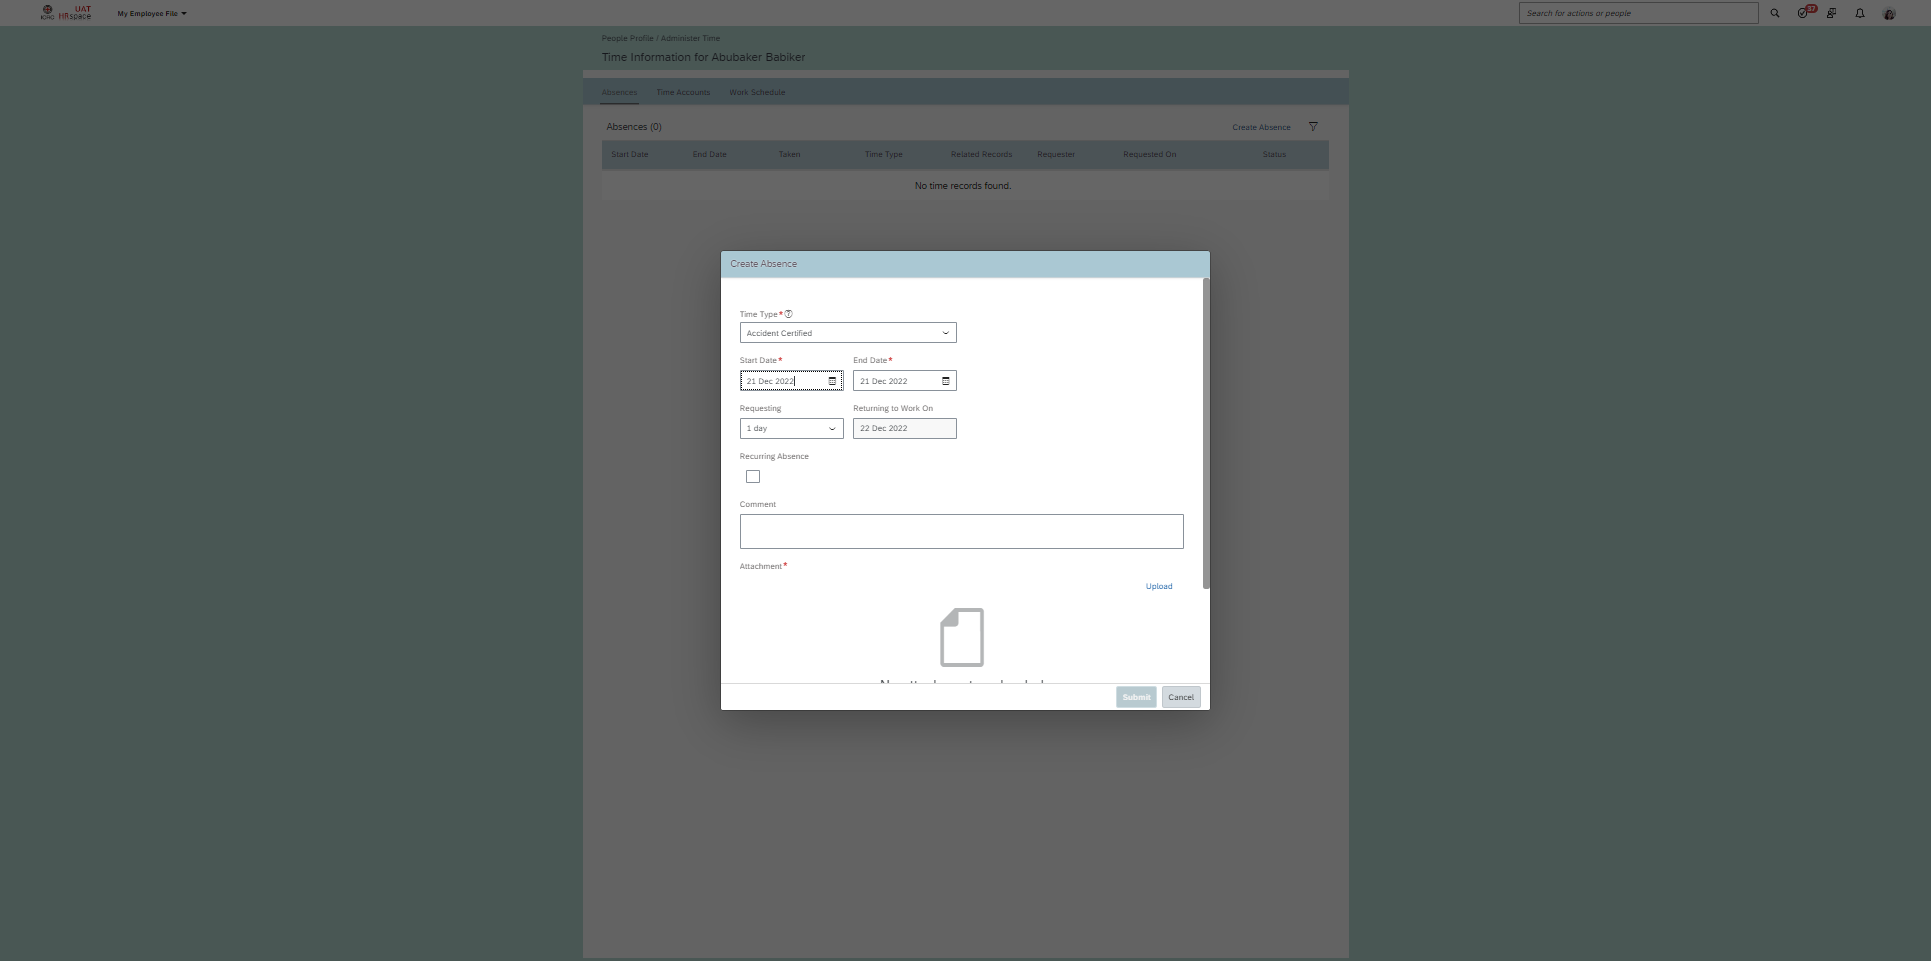 UAT
ICRC HRspace
My Employee File
Search for actions or people
37
People Profile / Administer Time
Time Information for Abubaker Babiker
Absences Time Accounts Work Schedule
Absences (0)
Create Absence
Start Date End Date Taken Time Type Related Records Requester Requested On Status
No time records found.
Create Absence
Time Type*
Accident Certified
Start Date* End Date*
21 Dec 2022 21 Dec 2022
Requesting Returning to Work On
1 day 22 Dec 2022
Recurring Absence
Comment
Attachment*
Upload
Submit Cancel